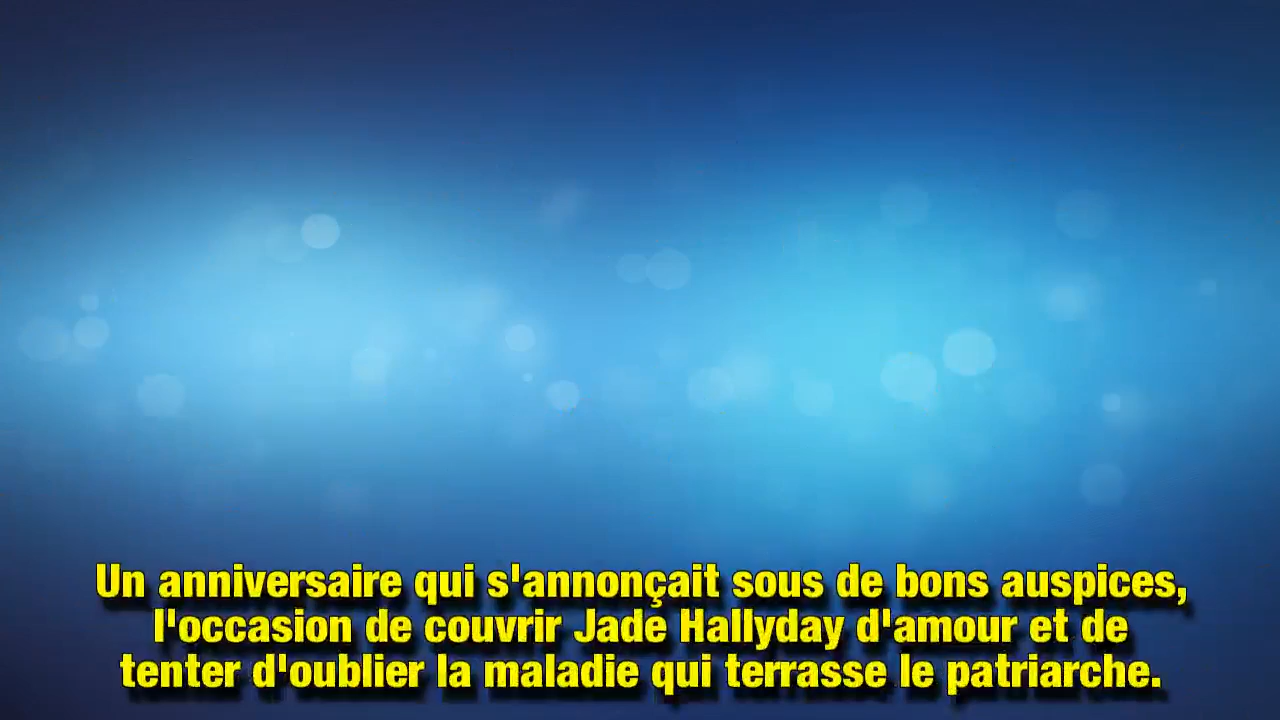 Un anniversaire qui s'annonçait sous de bons auspices,
l'occasion de couvrir Jade Hallyday d'amour et de
tenter d'oublier la maladie qui terrasse le patriarche.